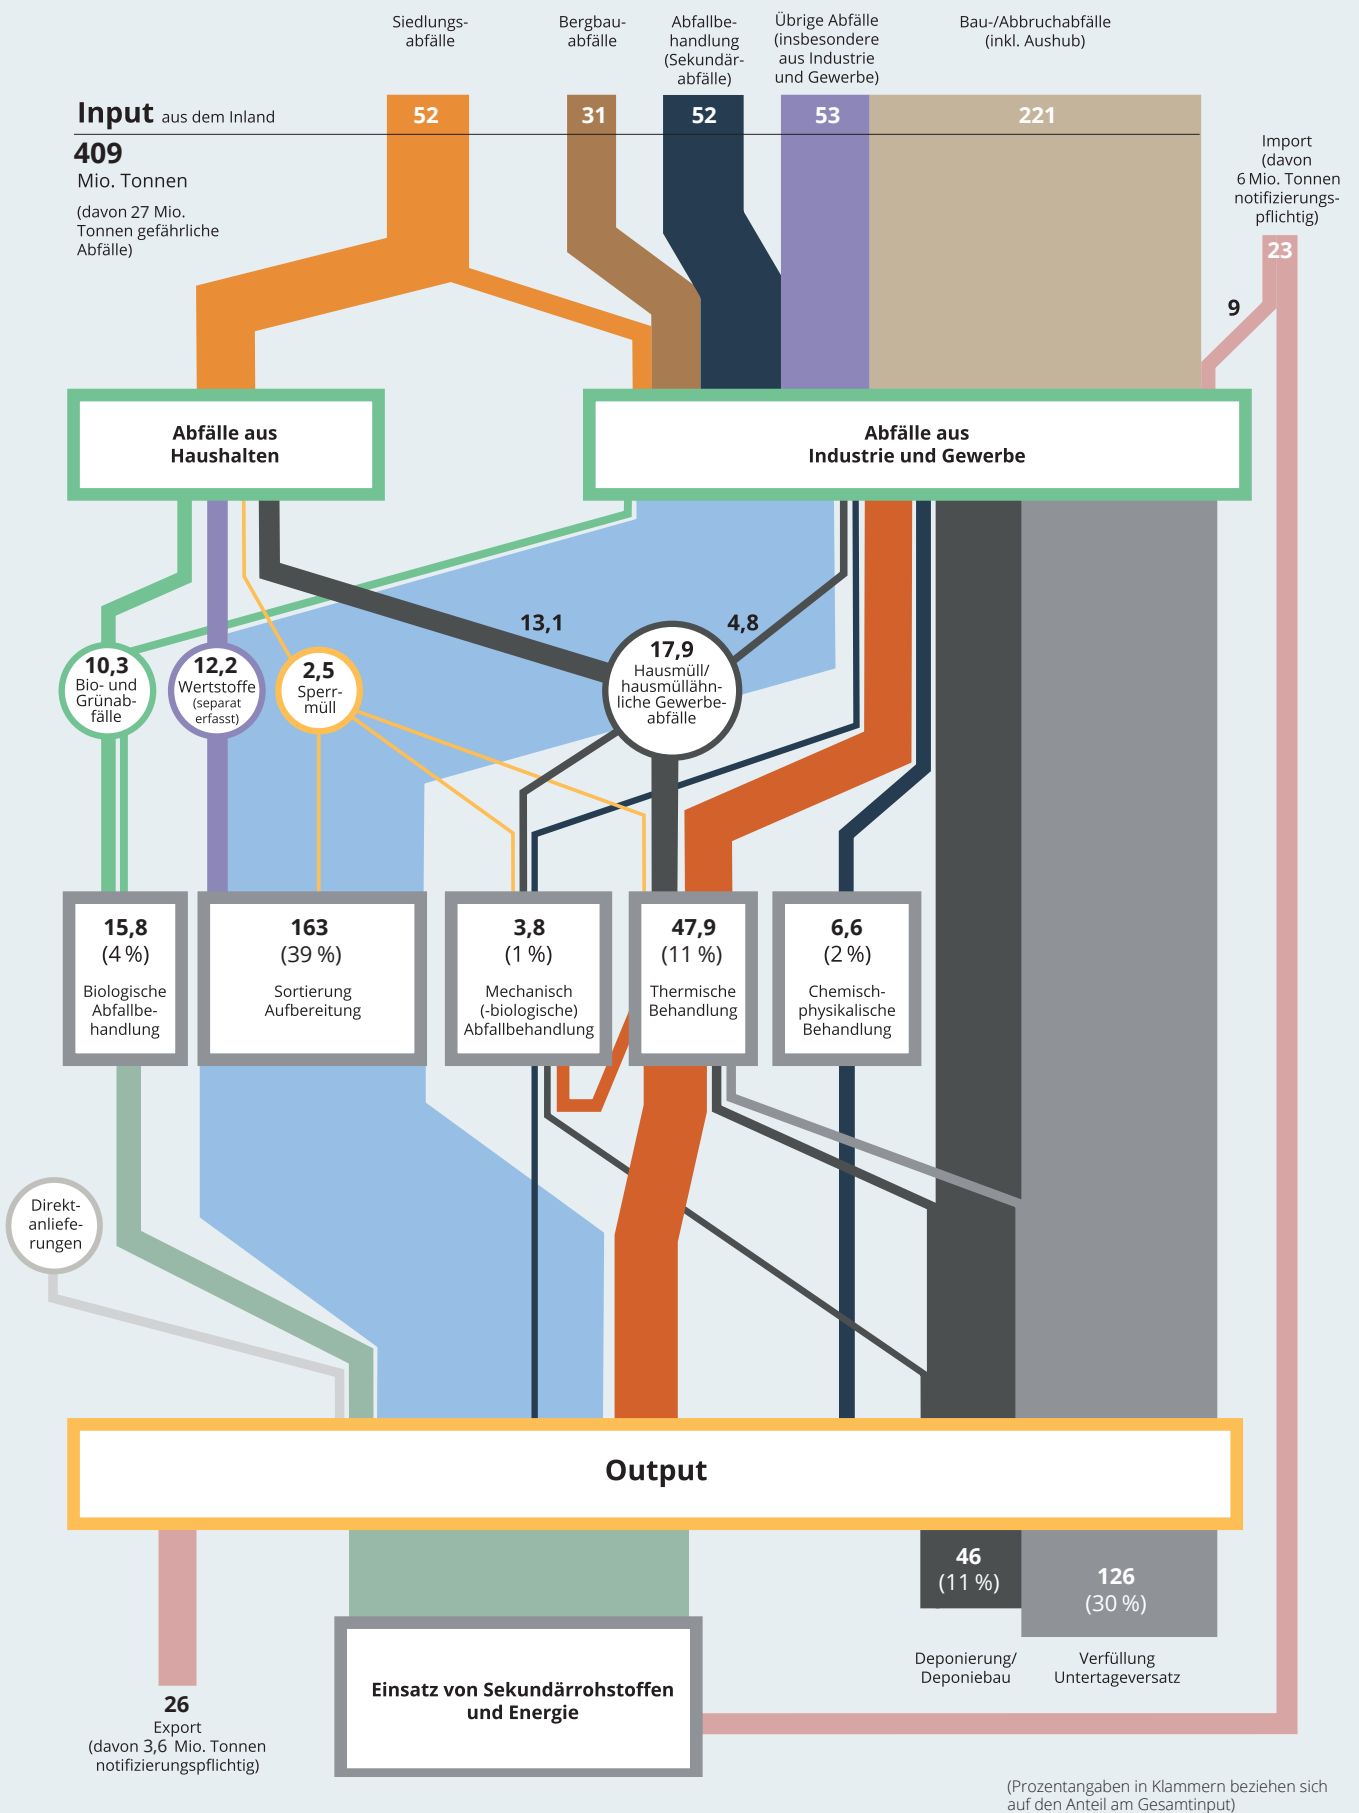 Siedlungs-
abfälle
Bergbau-
abfälle
Abfallbe-
handlung
(Sekundär-
abfälle)
Übrige Abfälle
(insbesondere
aus Industrie
und Gewerbe)
Bau-/Abbruchabfälle
(inkl. Aushub)
Input aus dem Inland
52
31
52
53
221
409
Mio. Tonnen
(davon 27 Mio.
Tonnen gefährliche
Abfälle)
Import
(davon
6 Mio. Tonnen
notifizierungs-
pflichtig)
23
9
Abfälle aus
Haushalten
Abfälle aus
Industrie und Gewerbe
13,1
4,8
10,3
Bio- und
Grünab-
fälle
12,2
Wertstoffe
(separat
erfasst)
2,5
Sperr-
müll
17,9
Hausmüll/
hausmüllähn-
liche Gewerbe-
abfälle
15,8
(4 %)
Biologische
Abfallbe-
handlung
163
(39 %)
Sortierung
Aufbereitung
3,8
(1 %)
Mechanisch
(-biologische)
Abfallbehandlung
47,9
(11 %)
Thermische
Behandlung
6,6
(2 %)
Chemisch-
physikalische
Behandlung
Direkt-
anliefe-
rungen
Output
46
(11 %)
126
(30 %)
Deponierung/
Deponiebau
Verfüllung
Untertageversatz
Einsatz von Sekundärrohstoffen
und Energie
26
Export
(davon 3,6 Mio. Tonnen
notifizierungspflichtig)
(Prozentangaben in Klammern beziehen sich
auf den Anteil am Gesamtinput)